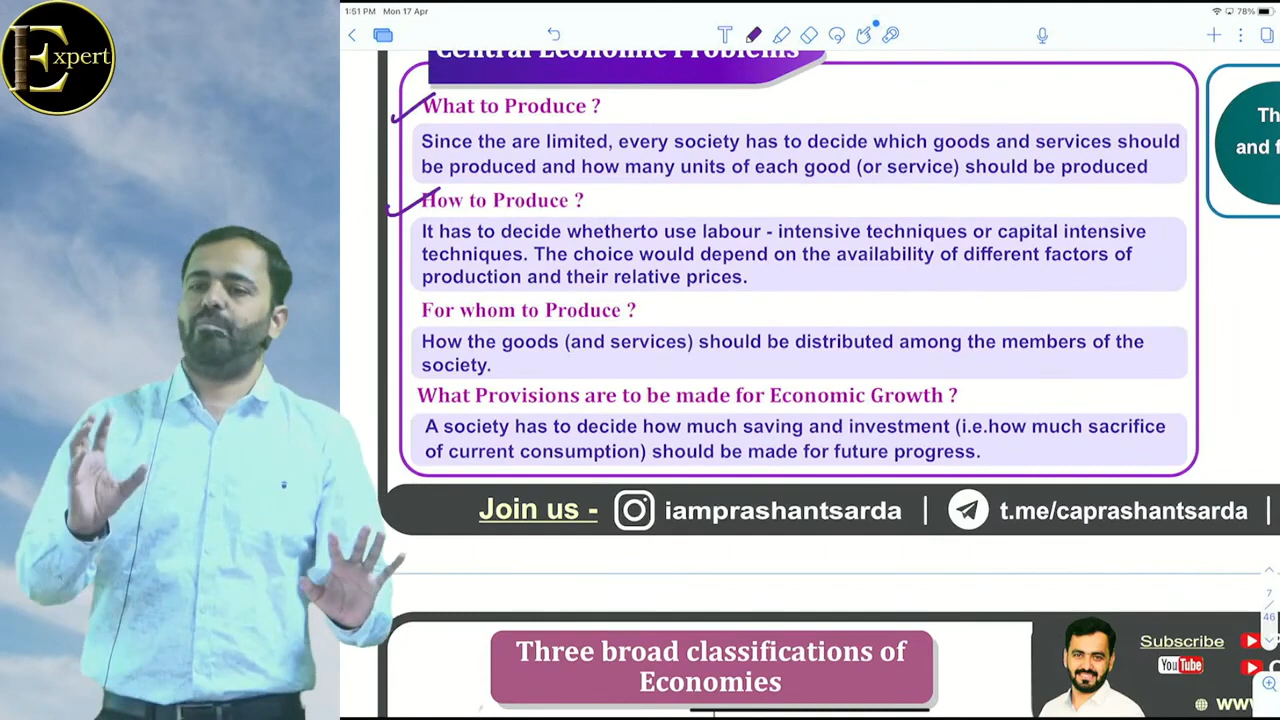 1:51 PM Mon 17 Apr
78%
Expert
Central Economic Problems
What to Produce ?
Since the are limited, every society has to decide which goods and services should
be produced and how many units of each good (or service) should be produced
How to Produce ?
It has to decide whetherto use labour - intensive techniques or capital intensive
techniques. The choice would depend on the availability of different factors of
production and their relative prices.
For whom to Produce ?
How the goods (and services) should be distributed among the members of the
society.
What Provisions are to be made for Economic Growth ?
A society has to decide how much saving and investment (i.e.how much sacrifice
of current consumption) should be made for future progress.
Th
and f
Join us - iamprashantsarda | t.me/caprashantsarda |
7
/
46
Three broad classifications of
Economies
Subscribe
YouTube
www